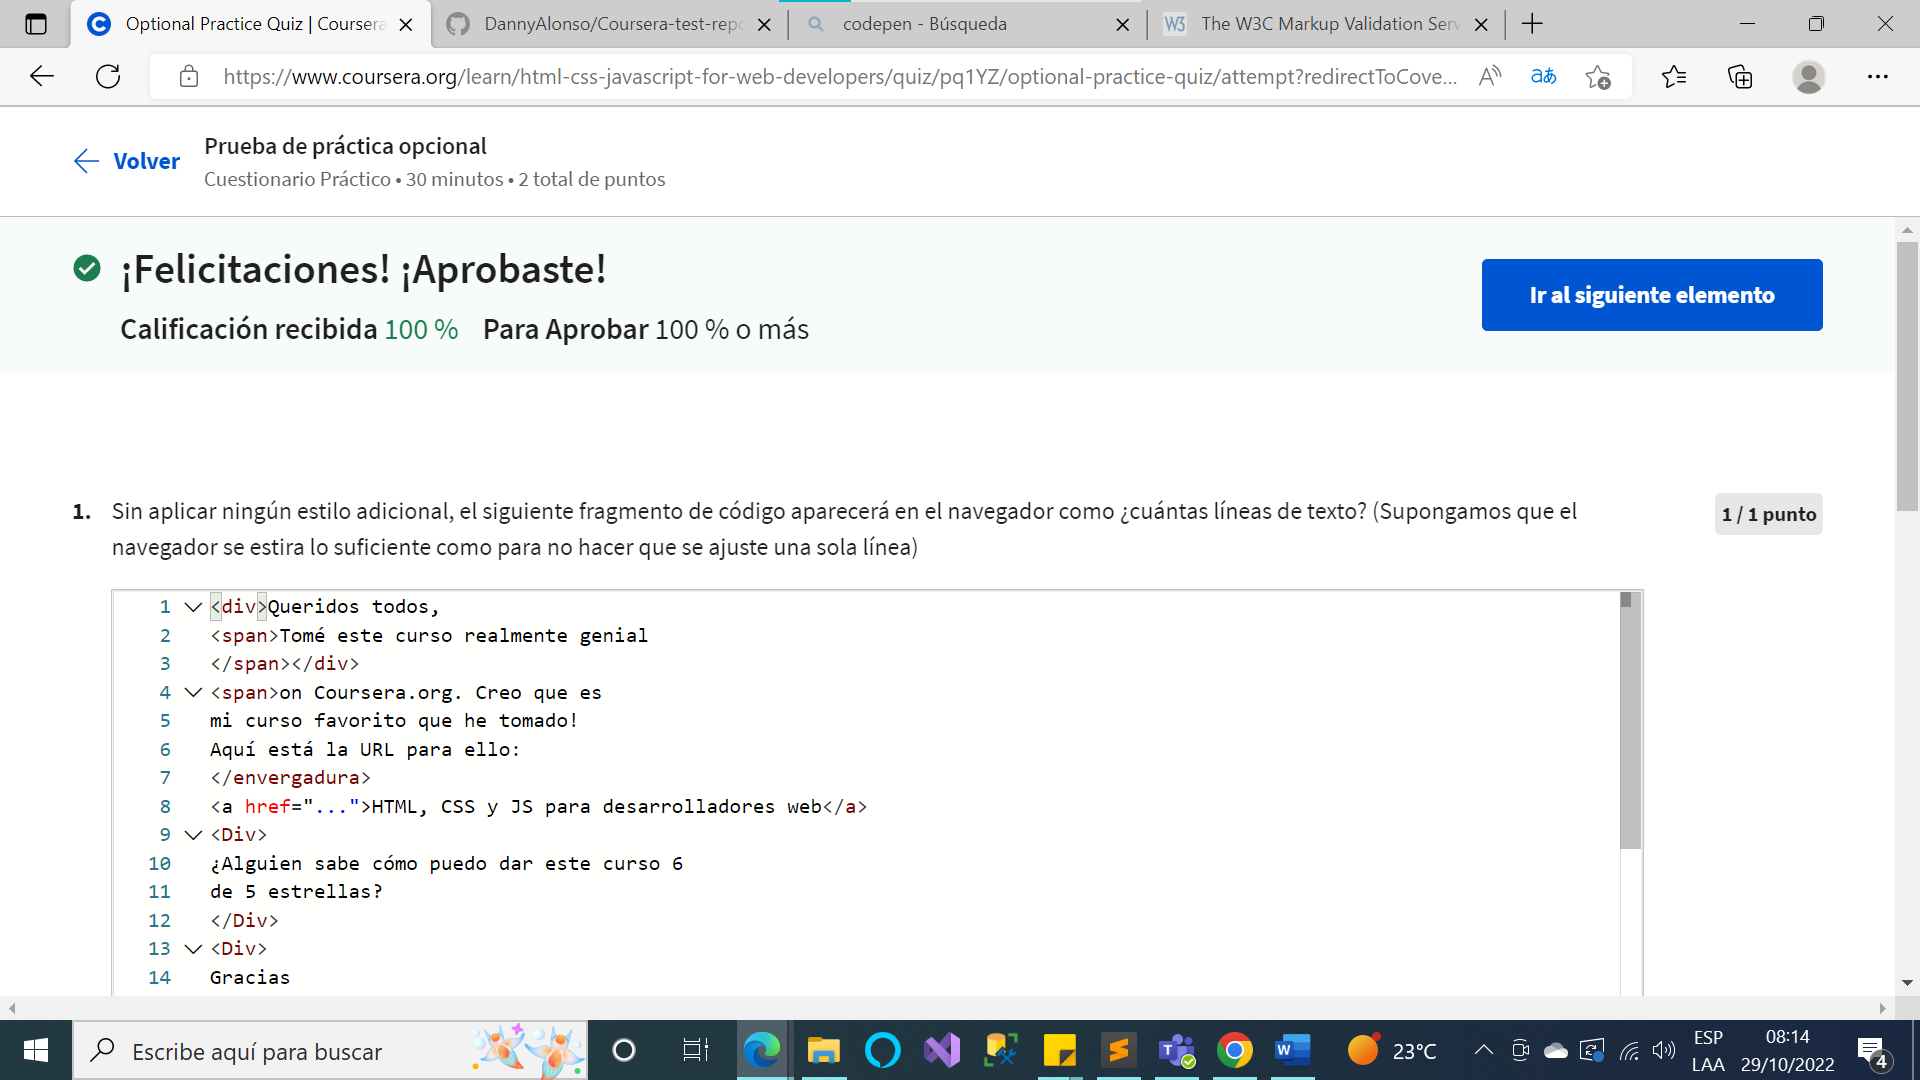 Optional Practice Quiz | Coursera
DannyAlonso/Coursera-test-repo
codepen - Búsqueda
The W3C Markup Validation Serv
https://www.coursera.org/learn/html-css-javascript-for-web-developers/quiz/pq1YZ/optional-practice-quiz/attempt?redirectToCove...
Volver
Prueba de práctica opcional
Cuestionario Práctico • 30 minutos • 2 total de puntos
¡Felicitaciones! ¡Aprobaste!
Calificación recibida 100 % Para Aprobar 100 % o más
Ir al siguiente elemento
1. Sin aplicar ningún estilo adicional, el siguiente fragmento de código aparecerá en el navegador como ¿cuántas líneas de texto? (Supongamos que el
navegador se estira lo suficiente como para no hacer que se ajuste una sola línea)
1 / 1 punto
1 <div>Queridos todos,
2 <span>Tomé este curso realmente genial
3 </span></div>
4 <span>on Coursera.org. Creo que es
5 mi curso favorito que he tomado!
6 Aquí está la URL para ello:
7 </envergadura>
8 <a href="...">HTML, CSS y JS para desarrolladores web</a>
9 <Div>
10 ¿Alguien sabe cómo puedo dar este curso 6
11 de 5 estrellas?
12 </Div>
13 <Div>
14 Gracias
Escribe aquí para buscar
23°C
ESP
LAA
08:14
29/10/2022
4